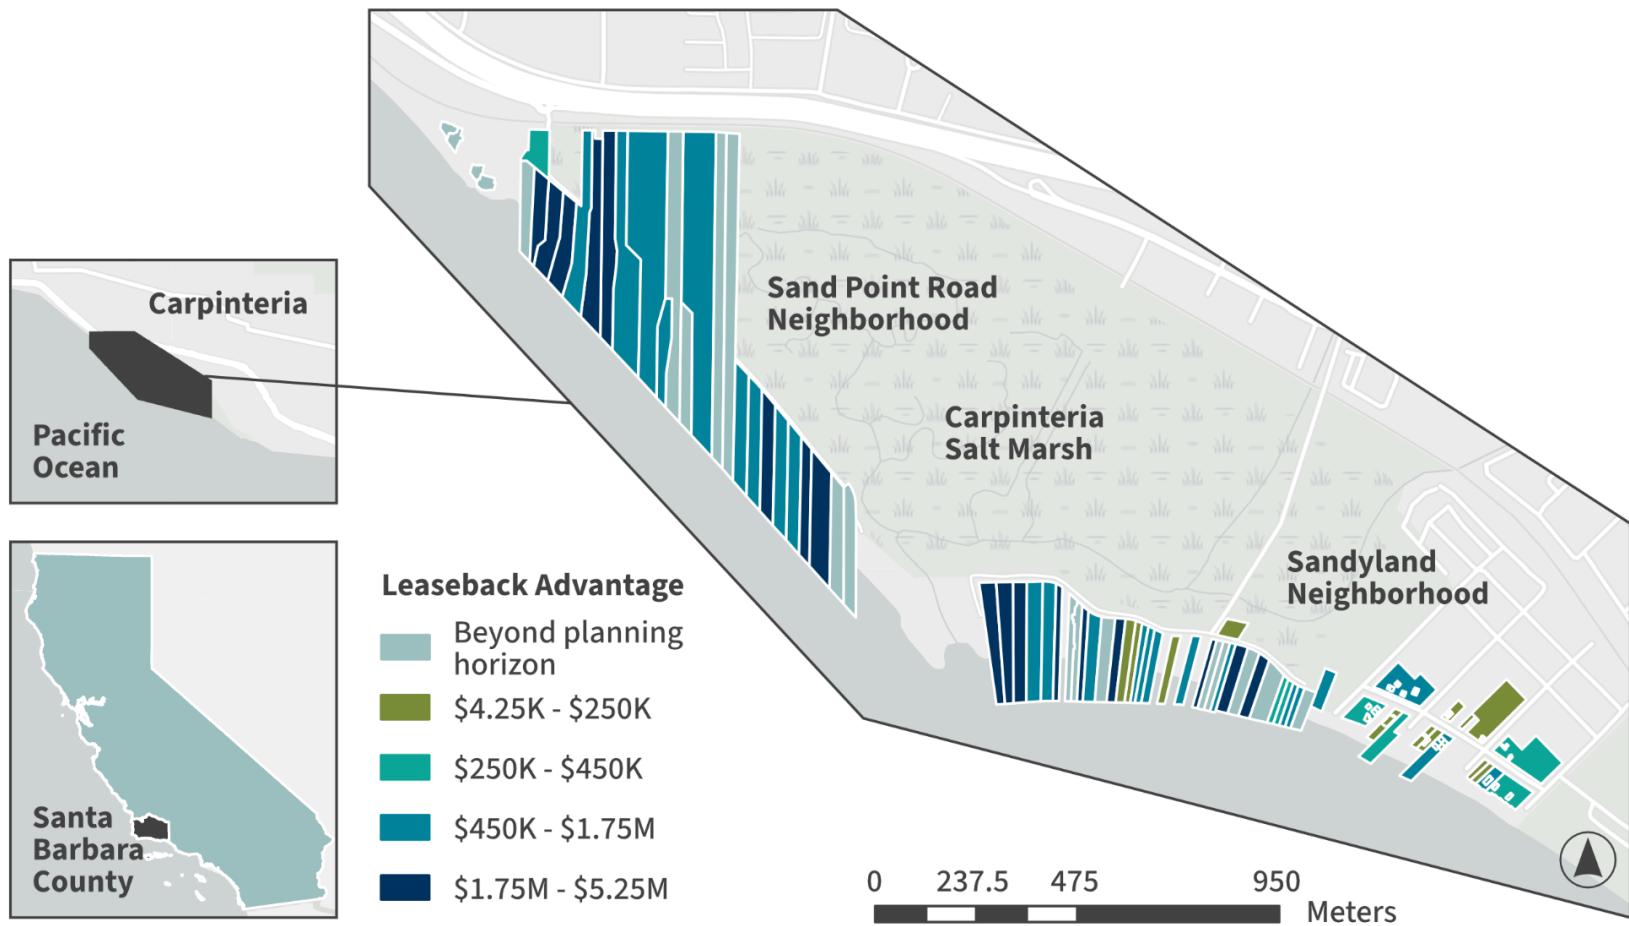 Carpinteria
Pacific
Ocean
Santa
Barbara
County
Sand Point Road
Neighborhood
Carpinteria
Salt Marsh
Sandyland
Neighborhood
Leaseback Advantage
Beyond planning
horizon
$4.25K - $250K
$250K - $450K
$450K - $1.75M
$1.75M - $5.25M
0 237.5 475 950
Meters